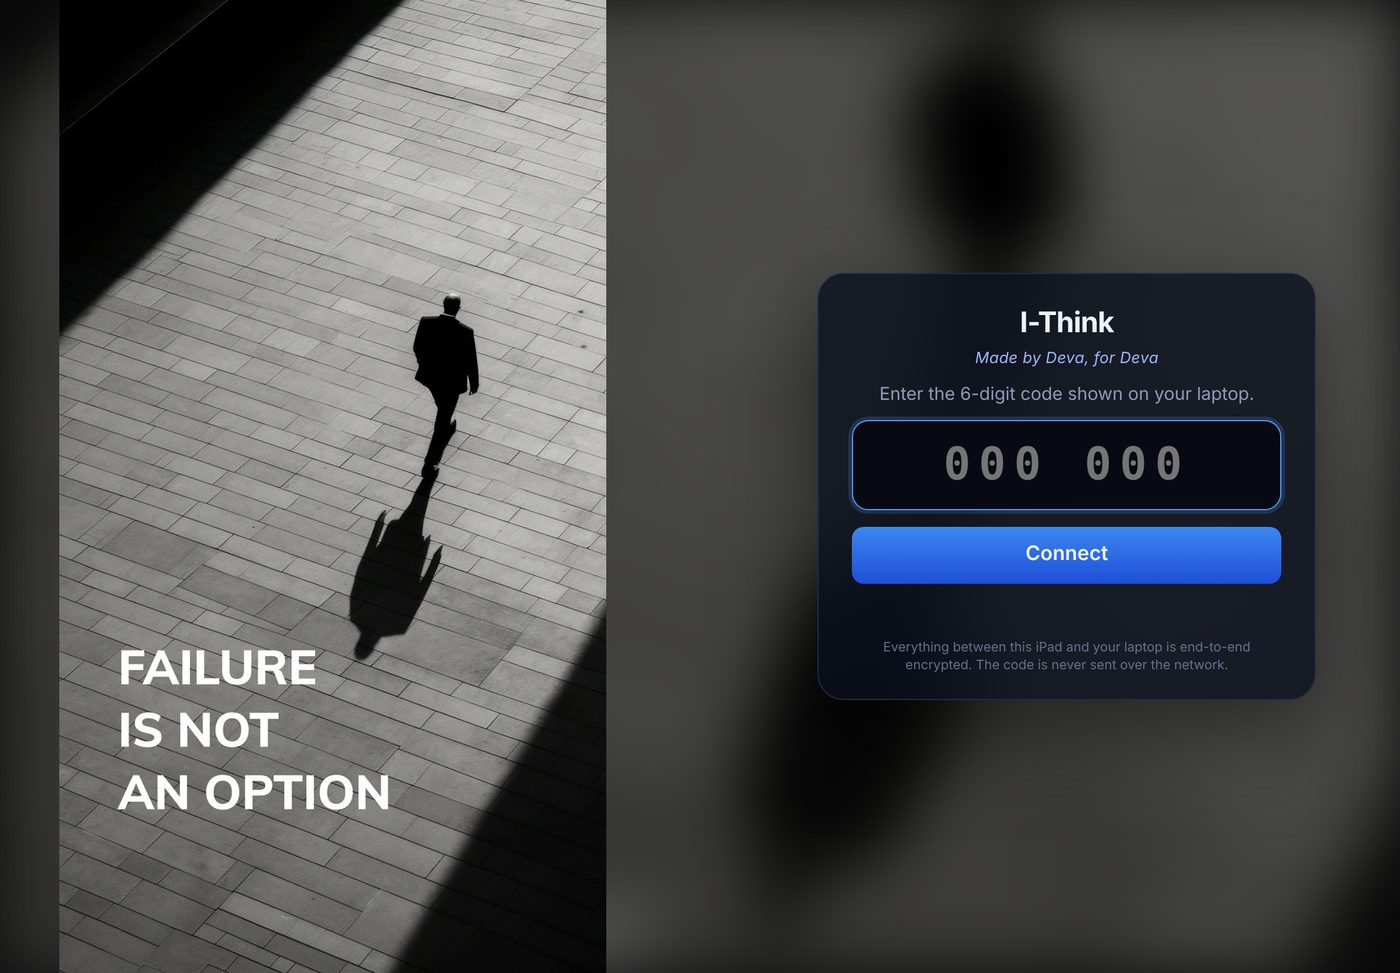 FAILURE
IS NOT
AN OPTION
I-Think
Made by Deva, for Deva
Enter the 6-digit code shown on your laptop.
000 000
Connect
Everything between this iPad and your laptop is end-to-end
encrypted. The code is never sent over the network.